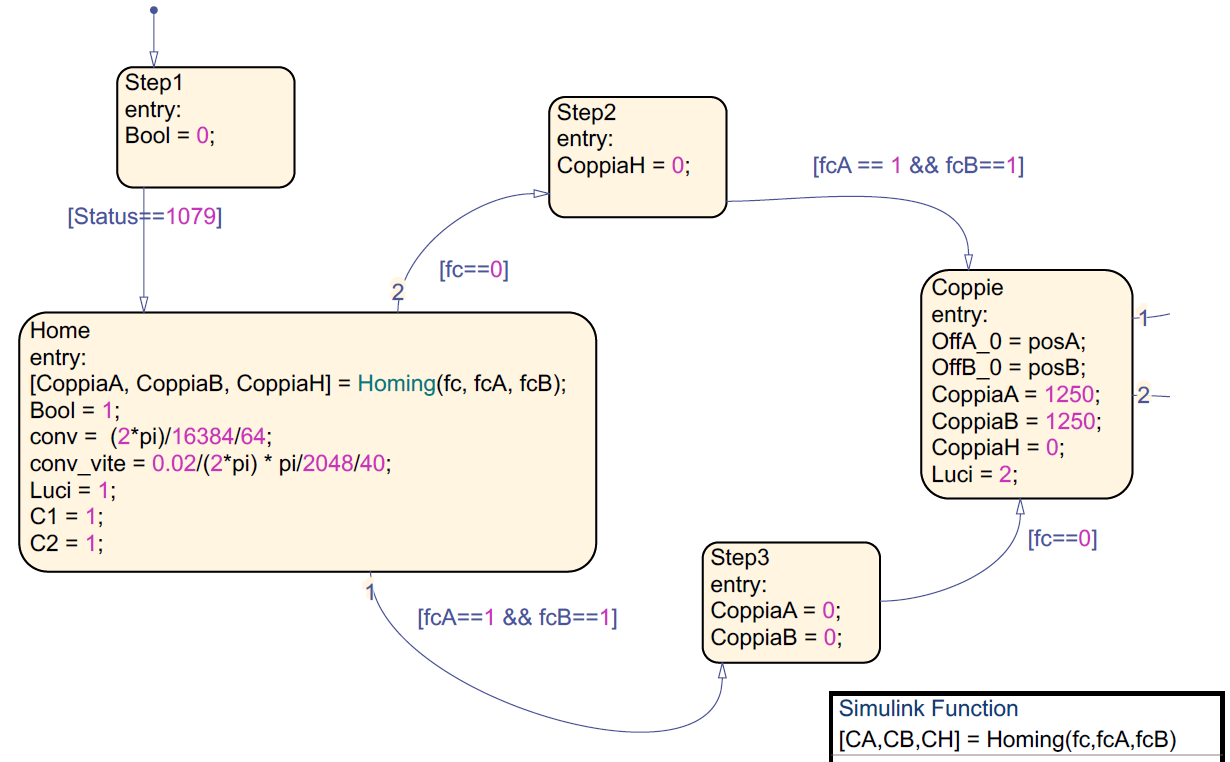 Step1
entry:
Bool = 0;
[Status==1079]
Step2
entry:
CoppiaH = 0;
[fcA == 1 && fcB==1]
2
[fc==0]
Home
entry:
[CoppiaA, CoppiaB, CoppiaH] = Homing(fc, fcA, fcB);
Bool = 1;
conv =  (2*pi)/16384/64;
conv_vite = 0.02/(2*pi) * pi/2048/40;
Luci = 1;
C1 = 1;
C2 = 1;
Coppie
entry:
OffA_0 = posA;
OffB_0 = posB;
CoppiaA = 1250;
CoppiaB = 1250;
CoppiaH = 0;
Luci = 2;
1
2
1
[fcA==1 && fcB==1]
Step3
entry:
CoppiaA = 0;
CoppiaB = 0;
[fc==0]
Simulink Function
[CA,CB,CH] = Homing(fc,fcA,fcB)